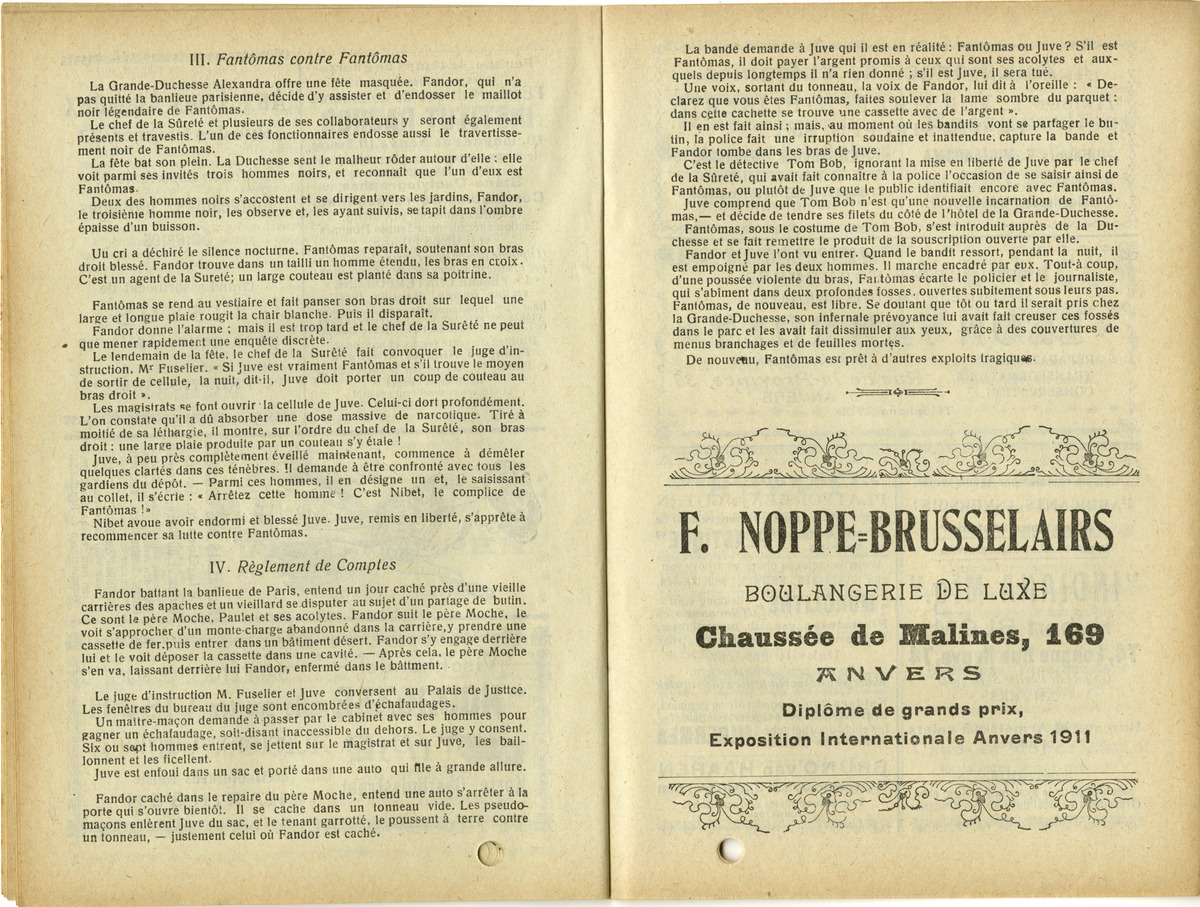 III. Fantômas contre Fantômas
La Grande-Duchesse Alexandra offre une fête masquée. Fandor, qui n'a
pas quitté la banlieue parisienne, décide d'y assister et d'endosser le maillot
noir légendaire de Fantômas.
Le chef de la Sûreté et plusieurs de ses collaborateurs y seront également
présents et travestis. L'un de ces fonctionnaires endosse aussi le travertisse-
ment noir de Fantômas.
La fête bat son plein. La Duchesse sent le malheur rôder autour d'elle : elle
voit parmi ses invités trois hommes noirs, et reconnaît que l'un d'eux est
Fantômas.
Deux des hommes noirs s'accostent et se dirigent vers les jardins, Fandor,
le troisième homme noir, les observe et, les ayant suivis, se tapit dans l'ombre
épaisse d'un buisson.
Uu cri a déchiré le silence nocturne. Fantômas reparaît, soutenant son bras
droit blessé. Fandor trouve dans un tailli un homme étendu, les bras en croix.
C'est un agent de la Sureté; un large couteau est planté dans sa poitrine.
Fantômas se rend au vestiaire et fait panser son bras droit sur lequel une
large et longue plaie rougit la chair blanche. Puis il disparaît.
Fandor donne l'alarme ; mais il est trop tard et le chef de la Surêté ne peut
que mener rapidement une enquête discrète.
Le lendemain de la fête, le chef de la Surêté fait convoquer le juge d'in-
struction, Mr Fuselier. « Si Juve est vraiment Fantômas et s'il trouve le moyen
de sortir de cellule, la nuit, dit-il, Juve doit porter un coup de couteau au
bras droit ».
Les magistrats se font ouvrir la cellule de Juve. Celui-ci dort profondément.
L'on constate qu'il a dû absorber une dose massive de narcotique. Tiré à
moitié de sa léthargie, il montre, sur l'ordre du chef de la Surêté, son bras
droit : une large plaie produite par un couteau s'y étale !
Juve, à peu près complètement éveillé maintenant, commence à démêler
quelques clartés dans ces ténèbres. Il demande à être confronté avec tous les
gardiens du dépôt. — Parmi ces hommes, il en désigne un et, le saisissant
au collet, il s'écrie : « Arrêtez cette homme ! C'est Nibet, le complice de
Fantômas !»
Nibet avoue avoir endormi et blessé Juve. Juve, remis en liberté, s'apprête à
recommencer sa lutte contre Fantômas.
IV. Règlement de Comptes
Fandor battant la banlieue de Paris, entend un jour caché près d'une vieille
carrières des apaches et un vieillard se disputer au sujet d'un partage de butin.
Ce sont le père Moche, Paulet et ses acolytes. Fandor suit le père Moche, le
voit s'approcher d'un monte-charge abandonné dans la carrière,y prendre une
cassette de fer,puis entrer dans un bâtiment désert. Fandor s'y engage derrière
lui et le voit déposer la cassette dans une cavité. — Après cela, le père Moche
s'en va, laissant derrière lui Fandor, enfermé dans le bâttment.
Le juge d'instruction M. Fuselier et Juve conversent au Palais de Justice.
Les fenêtres du bureau du juge sont encombrées d'échafaudages.
Un maître-maçon demande à passer par le cabinet avec ses hommes pour
gagner un échafaudage, soit-disant inaccessible du dehors. Le juge y consent.
Six ou sept hommes entrent, se jettent sur le magistrat et sur Juve, les bail-
lonnent et les ficellent.
Juve est enfoui dans un sac et porté dans une auto qui file à grande allure.
Fandor caché dans le repaire du père Moche, entend une auto s'arrêter à la
porte qui s'ouvre bientôt. Il se cache dans un tonneau vide. Les pseudo-
maçons enlèrent Juve du sac, et le tenant garrotté, le poussent à terre contre
un tonneau, — justement celui où Fandor est caché.
La bande demande à Juve qui il est en réalité : Fantômas ou Juve ? S'il est
Fantômas, il doit payer l'argent promis à ceux qui sont ses acolytes et aux-
quels depuis longtemps il n'a rien donné ; s'il est Juve, il sera tué.
Une voix, sortant du tonneau, la voix de Fandor, lui dit à l'oreille : « De-
clarez que vous êtes Fantômas, faites soulever la lame sombre du parquet :
dans cette cachette se trouve une cassette avec de l'argent ».
Il en est fait ainsi ; mais, au moment où les bandits vont se partager le bu-
tin, la police fait une irruption soudaine et inattendue, capture la bande et
Fandor tombe dans les bras de Juve.
C'est le détective Tom Bob, ignorant la mise en liberté de Juve par le chef
de la Sûreté, qui avait fait connaître à la police l'occasion de se saisir ainsi de
Fantômas, ou plutôt de Juve que le public identifiait encore avec Fantômas.
Juve comprend que Tom Bob n'est qu'une nouvelle incarnation de Fantô-
mas,— et décide de tendre ses filets du côté de l'hôtel de la Grande-Duchesse.
Fantômas, sous le costume de Tom Bob, s'est introduit auprès de la Du-
chesse et se fait remettre le produit de la souscription ouverte par elle.
Fandor et Juve l'ont vu entrer. Quand le bandit ressort, pendant la nuit, il
est empoigné par les deux hommes. Il marche encadré par eux. Tout-à coup,
d'une poussée violente du bras, Fantômas écarte le policier et le journaliste,
qui s'abîment dans deux profondes fosses, ouvertes subitement sous leurs pas.
Fantômas, de nouveau, est libre. Se doutant que tôt ou tard il serait pris chez
la Grande-Duchesse, son infernale prévoyance lui avait fait creuser ces fossés
dans le parc et les avait fait dissimuler aux yeux, grâce à des couvertures de
menus branchages et de feuilles mortes.
De nouveau, Fantômas est prêt à d'autres exploits tragiques.
F. NOPPE=BRUSSELAIRS
BOULANGERIE DE LUXE
Chaussée de Malines, 169
ANVERS
Diplôme de grands prix,
Exposition Internationale Anvers 1911